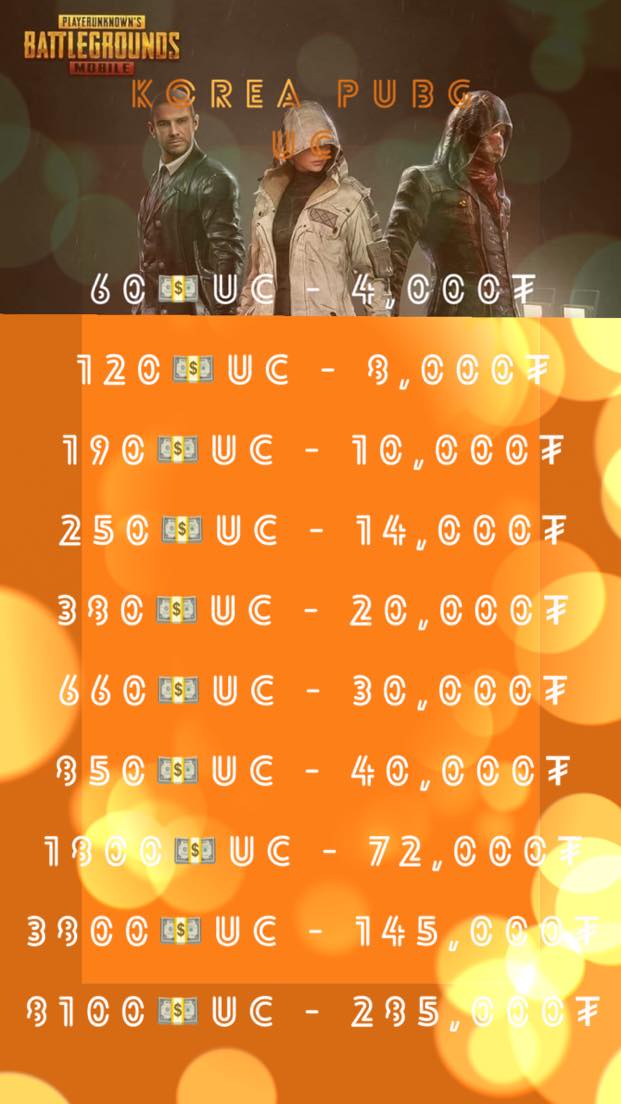 PLAYERUNKNOWN'S
BATTLEGROUNDS
MOBILE
KOREA PUBG
UC
60💵UC - 4,000₮
120💵UC - 8,000₮
190💵UC - 10,000₮
250💵UC - 14,000₮
380💵UC - 20,000₮
660💵UC - 30,000₮
850💵UC - 40,000₮
1800💵UC - 72,000₮
3800💵UC - 145,000₮
8100💵UC - 285,000₮